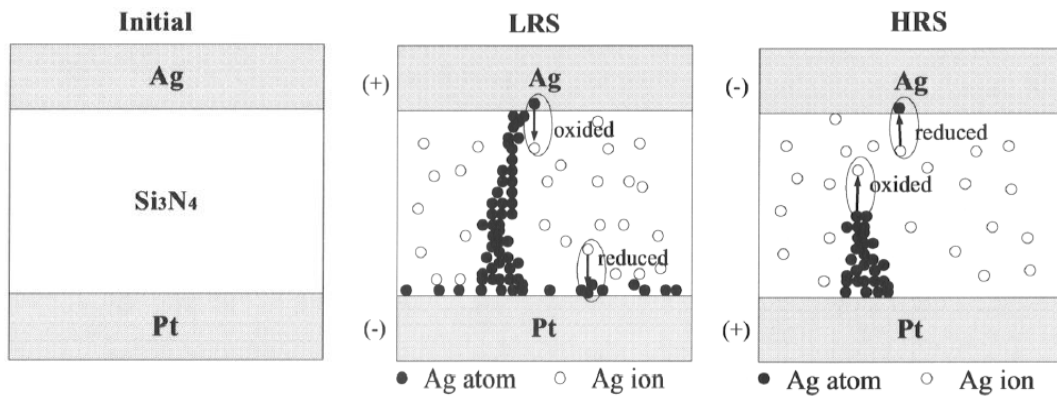 Initial
Ag
Si₃N₄
Pt
LRS
(+)
Ag
oxided
reduced
(-)
Pt
Ag atom
Ag ion
HRS
(-)
Ag
reduced
oxided
(+)
Pt
Ag atom
Ag ion